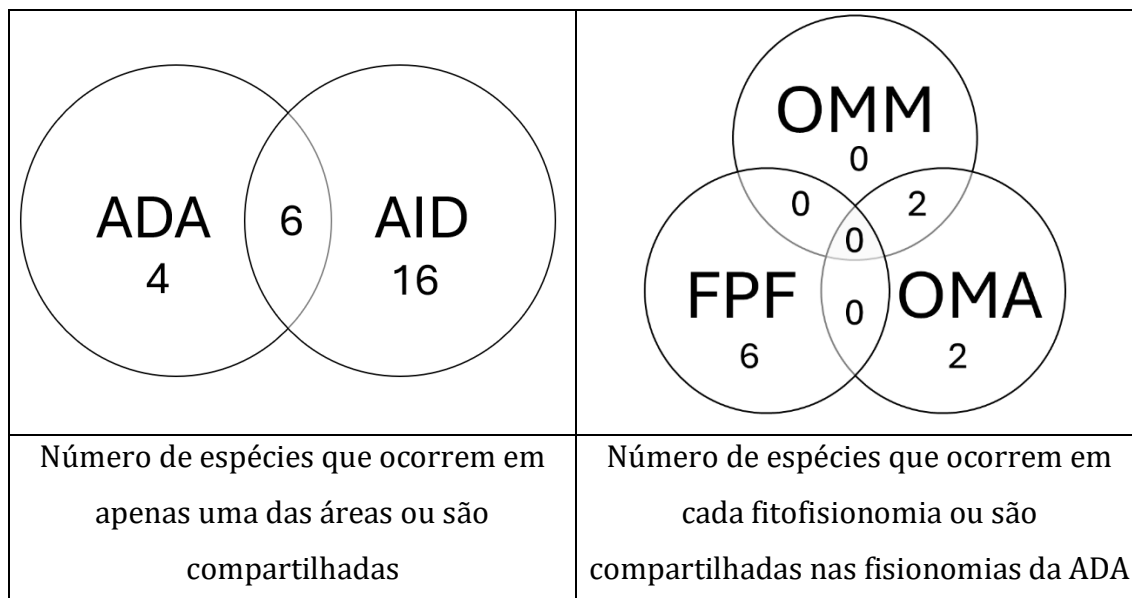 ADA
4
6
AID
16
OMM
0
0
2
0
FPF
6
0
OMA
2
Número de espécies que ocorrem em
apenas uma das áreas ou são
compartilhadas
Número de espécies que ocorrem em
cada fitofisionomia ou são
compartilhadas nas fisionomias da ADA